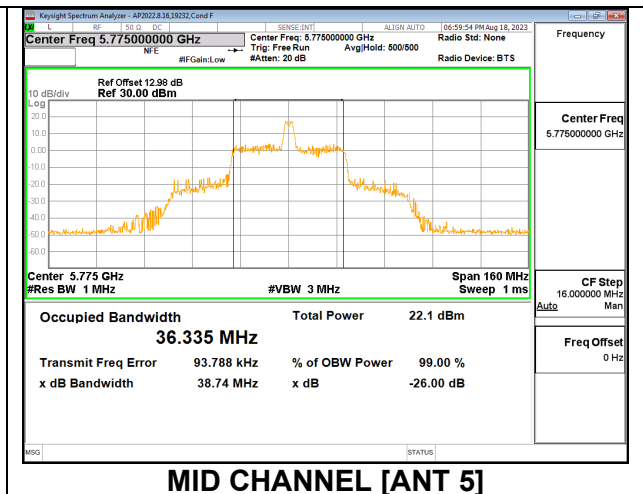 Keysight Spectrum Analyzer - AP2022.8.16,19232,Cond F
L RF 50 Ω DC SENSE:INT ALIGN AUTO 06:59:54 PM Aug 18, 2023
Center Freq 5.775000000 GHz Center Freq: 5.775000000 GHz Radio Std: None Frequency
NFE Trig: Free Run Avg|Hold: 500/500
#IFGain:Low #Atten: 20 dB Radio Device: BTS
Ref Offset 12.98 dB
10 dB/div Ref 30.00 dBm
Log
20.0
10.0
0.00
-10.0
-20.0
-30.0
-40.0
-50.0
-60.0
Center Freq
5.775000000 GHz
Center 5.775 GHz Span 160 MHz
#Res BW 1 MHz #VBW 3 MHz Sweep 1 ms
CF Step
16.000000 MHz
Auto Man
Occupied Bandwidth Total Power 22.1 dBm
36.335 MHz
Freq Offset
0 Hz
Transmit Freq Error 93.788 kHz % of OBW Power 99.00 %
x dB Bandwidth 38.74 MHz x dB -26.00 dB
MSG STATUS
MID CHANNEL [ANT 5]